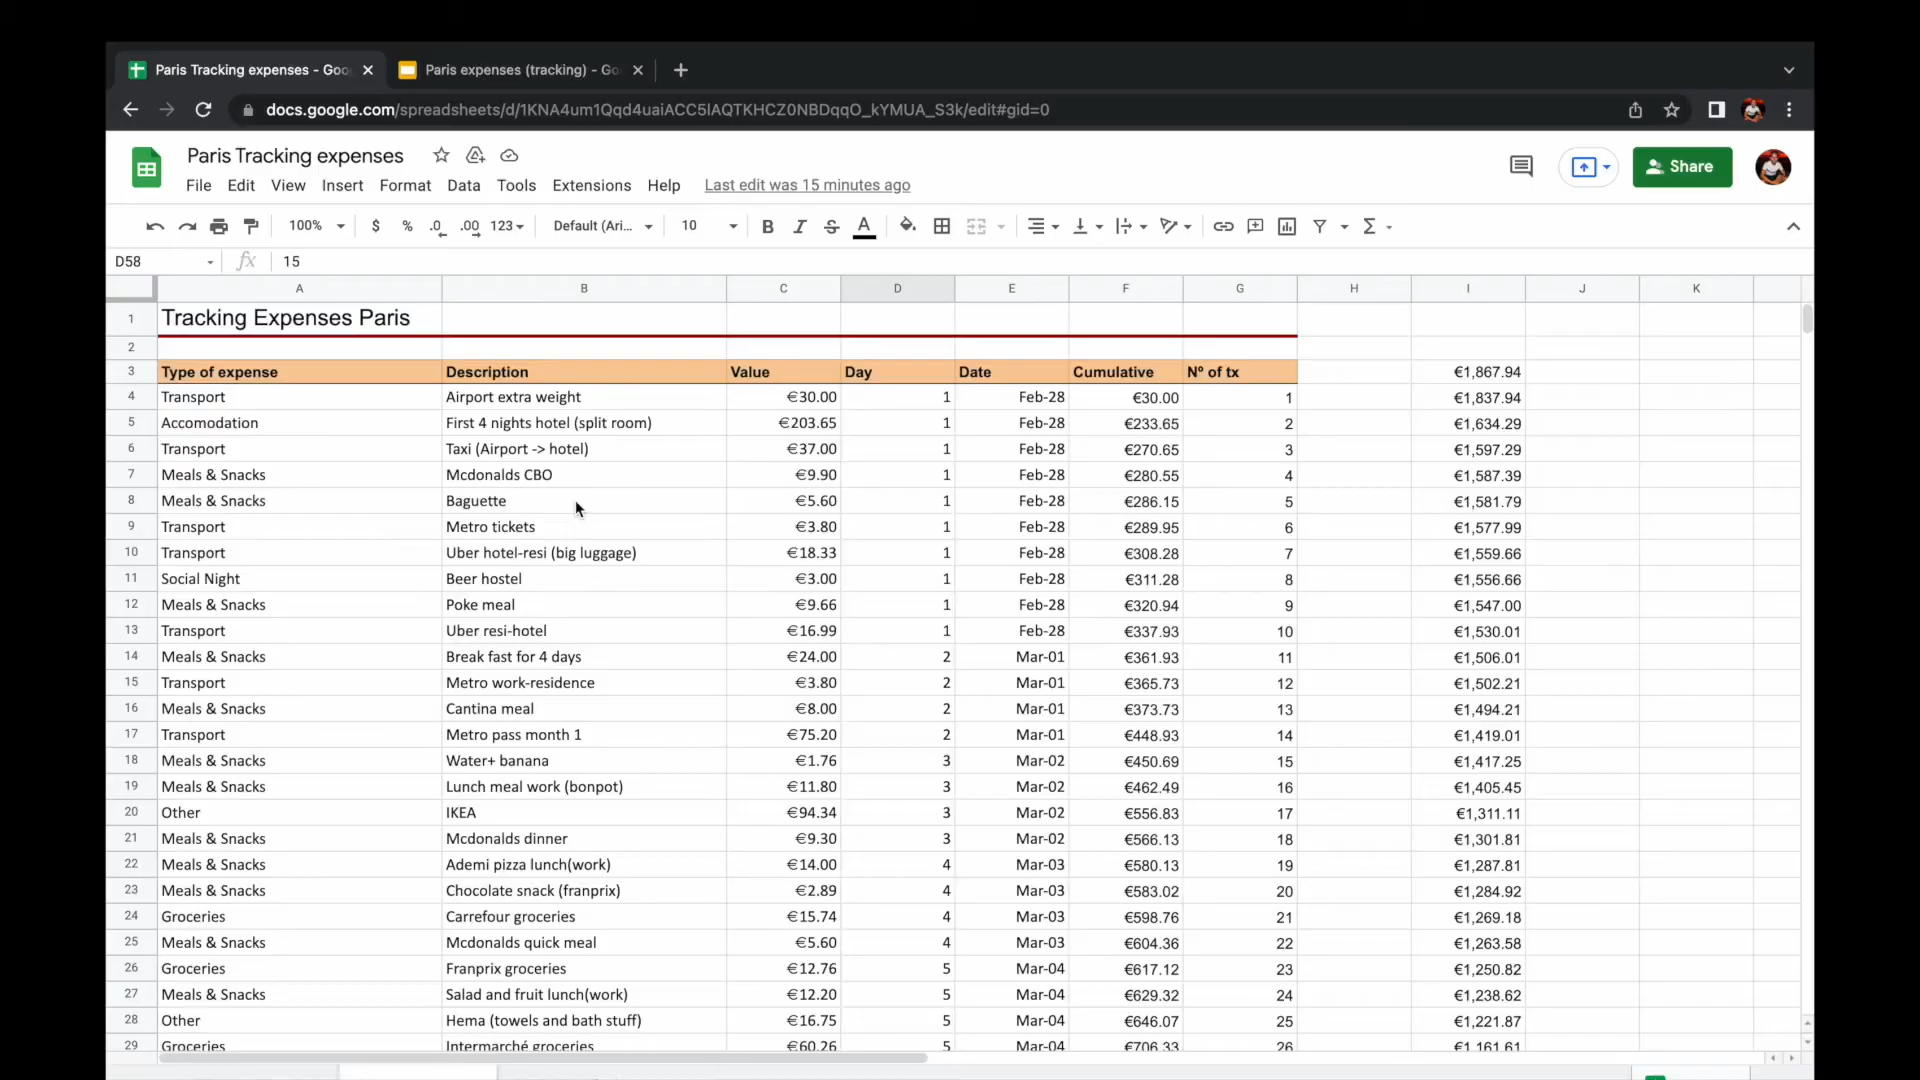 Paris Tracking expenses - Goo
Paris expenses (tracking) - Go
docs.google.com/spreadsheets/d/1KNA4um1Qqd4uaiACC5lAQTKHCZ0NBDqqO_kYMUA_S3k/edit#gid=0
Paris Tracking expenses
File Edit View Insert Format Data Tools Extensions Help Last edit was 15 minutes ago
Share
100% $ % .0 .00 123 Default (Ari... 10 B I S A
D58 fx 15
A B C D E F G H I J K
1 Tracking Expenses Paris
2
3 Type of expense Description Value Day Date Cumulative Nº of tx €1,867.94
4 Transport Airport extra weight €30.00 1 Feb-28 €30.00 1 €1,837.94
5 Accomodation First 4 nights hotel (split room) €203.65 1 Feb-28 €233.65 2 €1,634.29
6 Transport Taxi (Airport -> hotel) €37.00 1 Feb-28 €270.65 3 €1,597.29
7 Meals & Snacks Mcdonalds CBO €9.90 1 Feb-28 €280.55 4 €1,587.39
8 Meals & Snacks Baguette €5.60 1 Feb-28 €286.15 5 €1,581.79
9 Transport Metro tickets €3.80 1 Feb-28 €289.95 6 €1,577.99
10 Transport Uber hotel-resi (big luggage) €18.33 1 Feb-28 €308.28 7 €1,559.66
11 Social Night Beer hostel €3.00 1 Feb-28 €311.28 8 €1,556.66
12 Meals & Snacks Poke meal €9.66 1 Feb-28 €320.94 9 €1,547.00
13 Transport Uber resi-hotel €16.99 1 Feb-28 €337.93 10 €1,530.01
14 Meals & Snacks Break fast for 4 days €24.00 2 Mar-01 €361.93 11 €1,506.01
15 Transport Metro work-residence €3.80 2 Mar-01 €365.73 12 €1,502.21
16 Meals & Snacks Cantina meal €8.00 2 Mar-01 €373.73 13 €1,494.21
17 Transport Metro pass month 1 €75.20 2 Mar-01 €448.93 14 €1,419.01
18 Meals & Snacks Water+ banana €1.76 3 Mar-02 €450.69 15 €1,417.25
19 Meals & Snacks Lunch meal work (bonpot) €11.80 3 Mar-02 €462.49 16 €1,405.45
20 Other IKEA €94.34 3 Mar-02 €556.83 17 €1,311.11
21 Meals & Snacks Mcdonalds dinner €9.30 3 Mar-02 €566.13 18 €1,301.81
22 Meals & Snacks Ademi pizza lunch(work) €14.00 4 Mar-03 €580.13 19 €1,287.81
23 Meals & Snacks Chocolate snack (franprix) €2.89 4 Mar-03 €583.02 20 €1,284.92
24 Groceries Carrefour groceries €15.74 4 Mar-03 €598.76 21 €1,269.18
25 Meals & Snacks Mcdonalds quick meal €5.60 4 Mar-03 €604.36 22 €1,263.58
26 Groceries Franprix groceries €12.76 5 Mar-04 €617.12 23 €1,250.82
27 Meals & Snacks Salad and fruit lunch(work) €12.20 5 Mar-04 €629.32 24 €1,238.62
28 Other Hema (towels and bath stuff) €16.75 5 Mar-04 €646.07 25 €1,221.87
29 Groceries Intermarché groceries €60.26 5 Mar-04 €706.33 26 €1,161.61